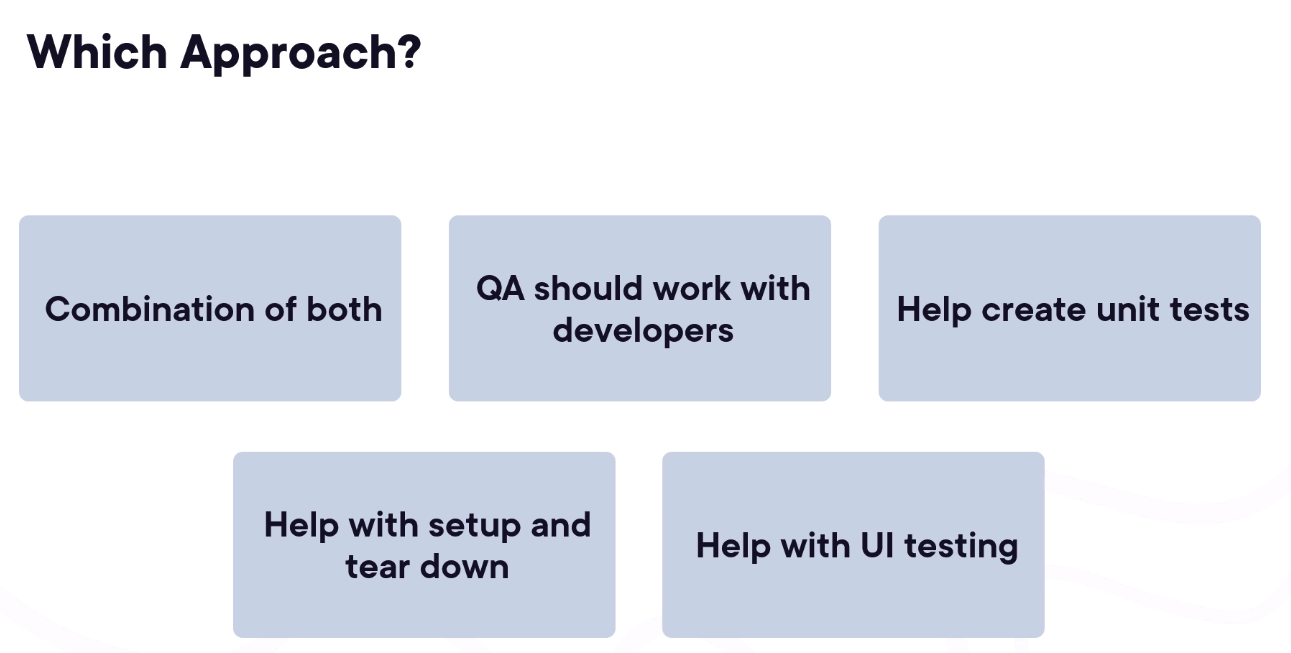 Which Approach?
Combination of both
QA should work with
developers
Help create unit tests
Help with setup and
tear down
Help with UI testing